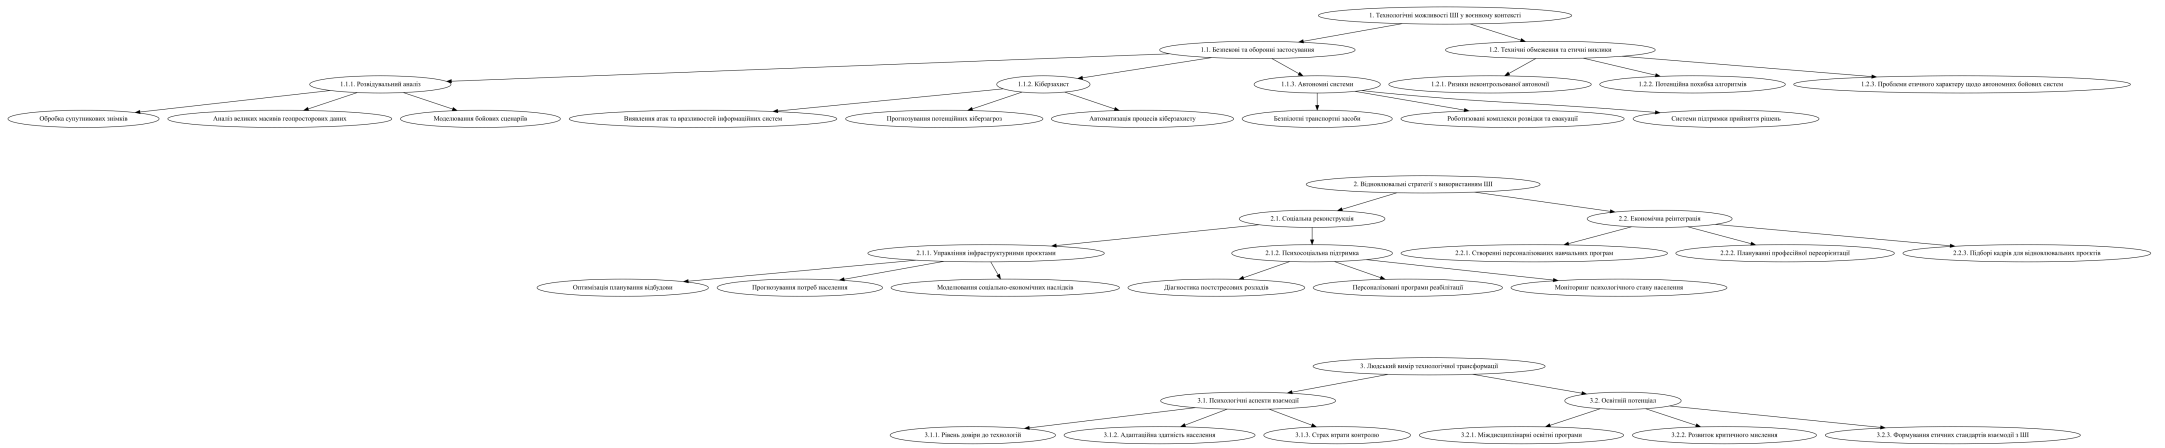 1. Технологічні можливості ШІ у воєнному контексті
1.1. Безпекові та оборонні застосування
1.2. Технічні обмеження та етичні виклики
1.1.1. Розвідувальний аналіз
1.1.2. Кіберзахист
1.1.3. Автономні системи
1.2.1. Ризики неконтрольованої автономії
1.2.2. Потенційна похибка алгоритмів
1.2.3. Проблеми етичного характеру щодо автономних бойових систем
Обробка супутникових знімків
Аналіз великих масивів геопросторових даних
Моделювання бойових сценаріїв
Виявлення атак та вразливостей інформаційних систем
Прогнозування потенційних кіберзагроз
Автоматизація процесів кіберзахисту
Безпілотні транспортні засоби
Роботизовані комплекси розвідки та евакуації
Системи підтримки прийняття рішень
2. Відновлювальні стратегії з використанням ШІ
2.1. Соціальна реконструкція
2.2. Економічна реінтеграція
2.1.1. Управління інфраструктурними проєктами
2.1.2. Психосоціальна підтримка
2.2.1. Створенні персоналізованих навчальних програм
2.2.2. Плануванні професійної переорієнтації
2.2.3. Підборі кадрів для відновлювальних проєктів
Оптимізація планування відбудови
Прогнозування потреб населення
Моделювання соціально-економічних наслідків
Діагностика постстресових розладів
Персоналізовані програми реабілітації
Моніторинг психологічного стану населення
3. Людський вимір технологічної трансформації
3.1. Психологічні аспекти взаємодії
3.2. Освітній потенціал
3.1.1. Рівень довіри до технологій
3.1.2. Адаптаційна здатність населення
3.1.3. Страх втрати контролю
3.2.1. Міждисциплінарні освітні програми
3.2.2. Розвиток критичного мислення
3.2.3. Формування етичних стандартів взаємодії з ШІ